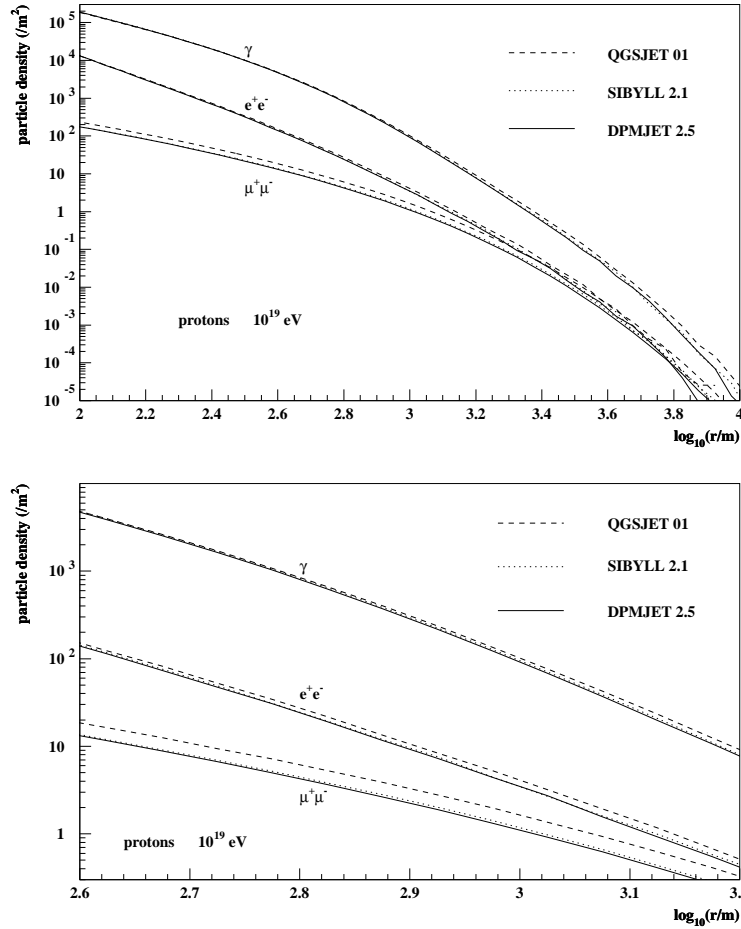 particle density (/m²)
10⁵
10⁴
10³
10²
10
1
10⁻¹
10⁻²
10⁻³
10⁻⁴
10⁻⁵
γ
e⁺e⁻
μ⁺μ⁻
QGSJET 01
SIBYLL 2.1
DPMJET 2.5
protons 10¹⁹ eV
2 2.2 2.4 2.6 2.8 3 3.2 3.4 3.6 3.8 4
log₁₀(r/m)
particle density (/m²)
10³
10²
10
1
γ
e⁺e⁻
μ⁺μ⁻
QGSJET 01
SIBYLL 2.1
DPMJET 2.5
protons 10¹⁹ eV
2.6 2.7 2.8 2.9 3 3.1 3.
log₁₀(r/m)